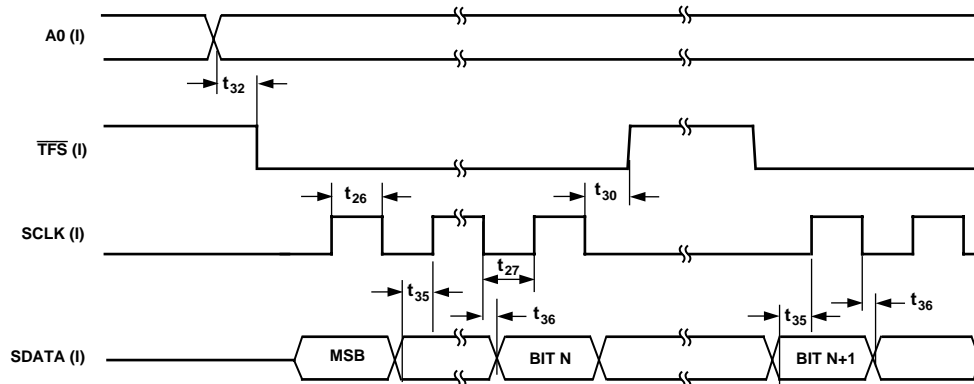 A0 (I)
t32
TFS (I)
t26
t30
SCLK (I)
t27
t35
t36
t35
t36
SDATA (I)
MSB
BIT N
BIT N+1